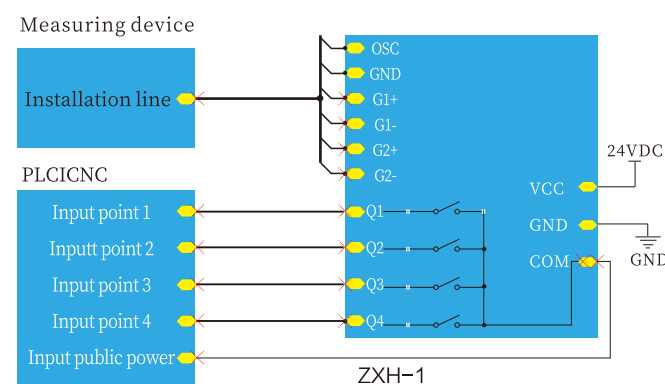 Measuring device
Installation line
PLCICNC
Input point 1
Inputt point 2
Input point 3
Input point 4
Input public power
OSC
GND
G1+
G1-
G2+
G2-
Q1
Q2
Q3
Q4
VCC
GND
COM
24VDC
GND
ZXH-1